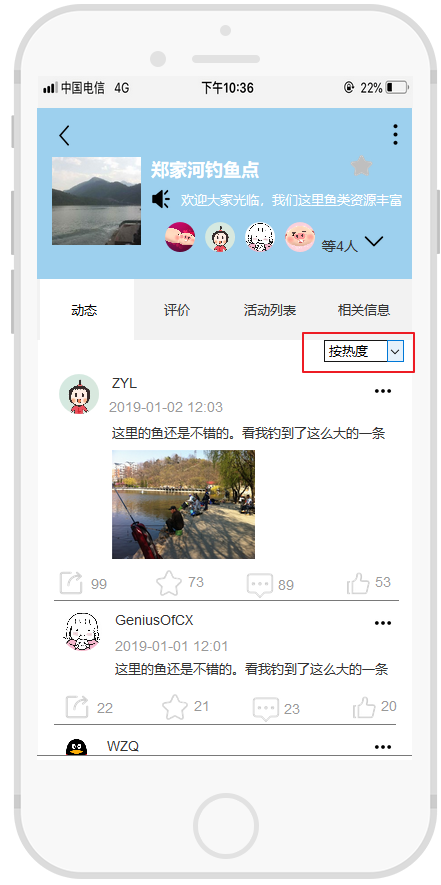 中国电信 4G 下午10:36 22%
郑家河钓鱼点
欢迎大家光临，我们这里鱼类资源丰富
等4人
动态 评价 活动列表 相关信息
按热度
ZYL
2019-01-02 12:03
这里的鱼还是不错的。看我钓到了这么大的一条
99 73 89 53
GeniusOfCX
2019-01-01 12:01
这里的鱼还是不错的。看我钓到了这么大的一条
22 21 23 20
WZQ